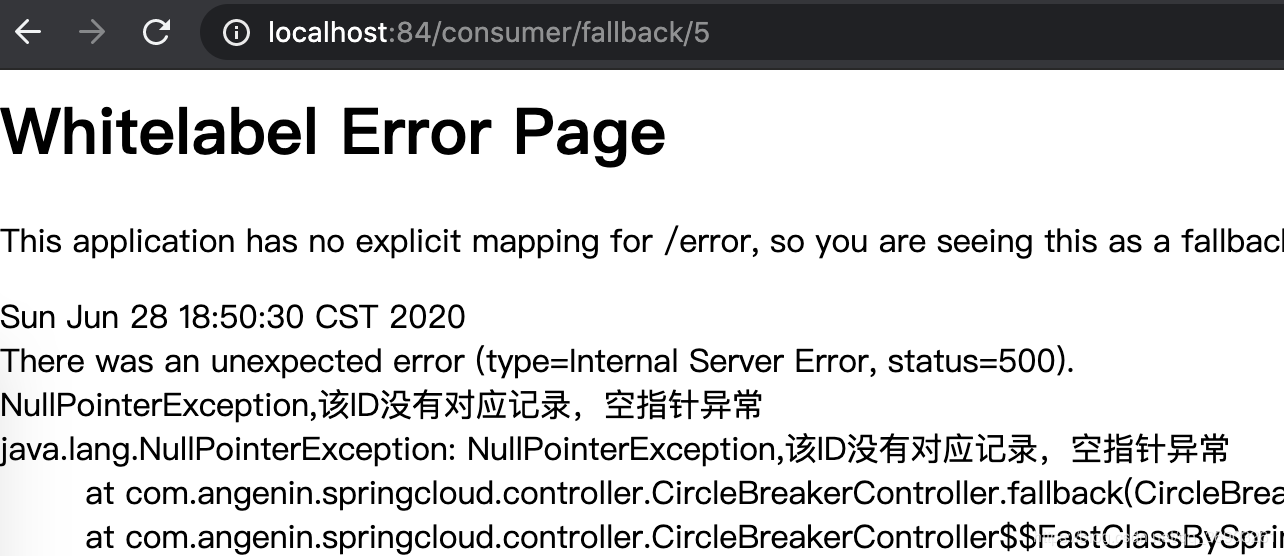 localhost:84/consumer/fallback/5
Whitelabel Error Page
This application has no explicit mapping for /error, so you are seeing this as a
Sun Jun 28 18:50:30 CST 2020
There was an unexpected error (type=Internal Server Error, status=500).
NullPointerException,该ID没有对应记录，空指针异常
java.lang.NullPointerException: NullPointerException,该ID没有对应记录，空指针异常
at com.angenin.springcloud.controller.CircleBreakerController.fallback(CircleBrea
at com.angenin.springcloud.controller.CircleBreakerController$$FastClassBySpri